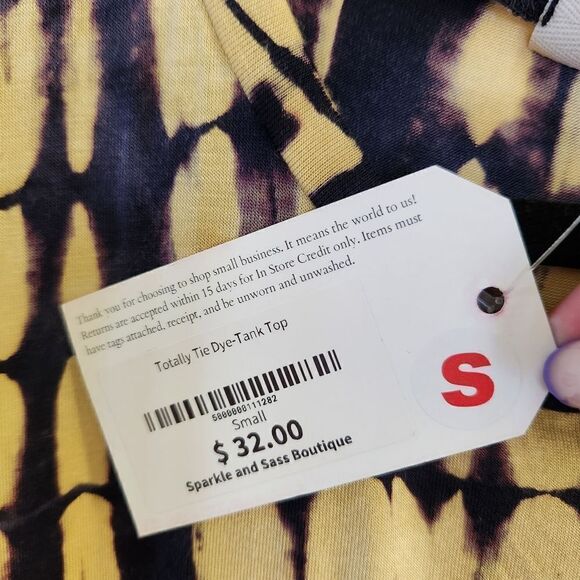 Thank you for choosing to shop small business. It means the world to us!
Returns are accepted within 15 days for In Store Credit only. Items must
have tags attached, receipt, and be unworn and unwashed.
Totally Tie Dye-Tank Top
5000000111282
Small
$ 32.00
Sparkle and Sass Boutique
S